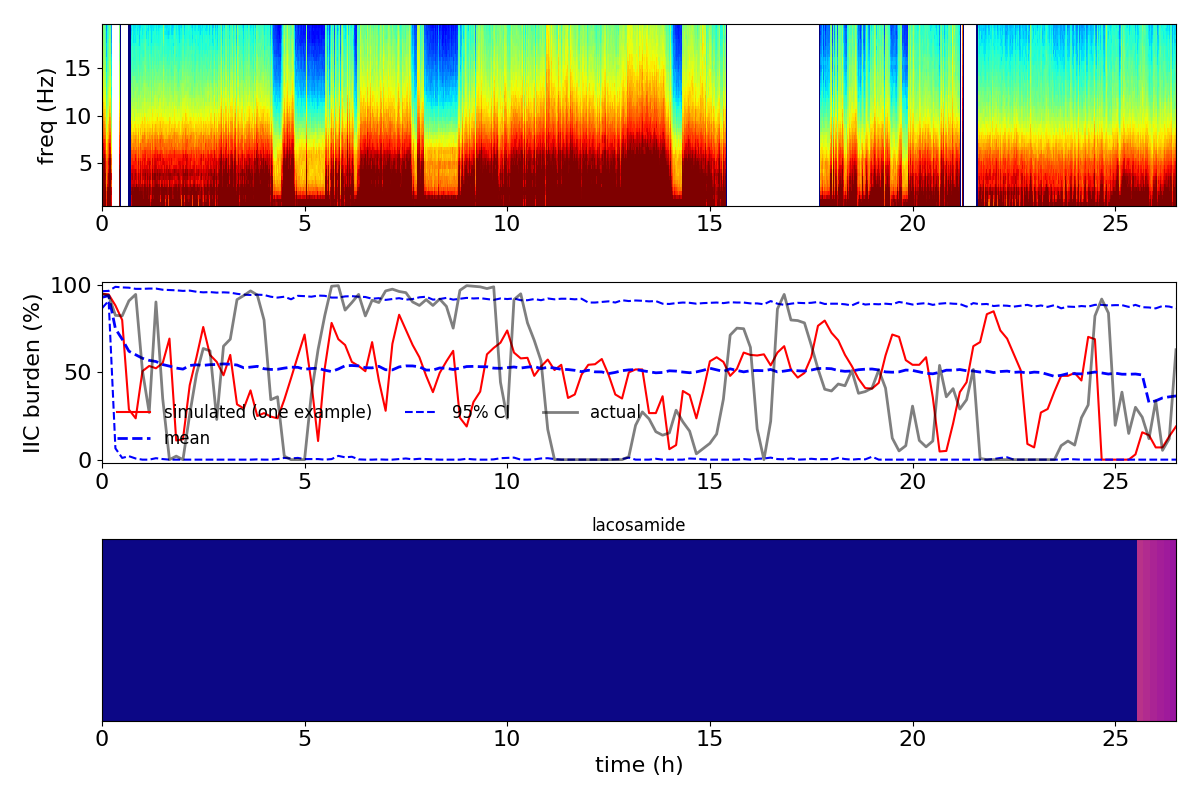 freq (Hz)
15
10
5
0 5 10 15 20 25
IIC burden (%)
100
50
0
simulated (one example) 95% CI actual
mean
0 5 10 15 20 25
lacosamide
0 5 10 15 20 25
time (h)